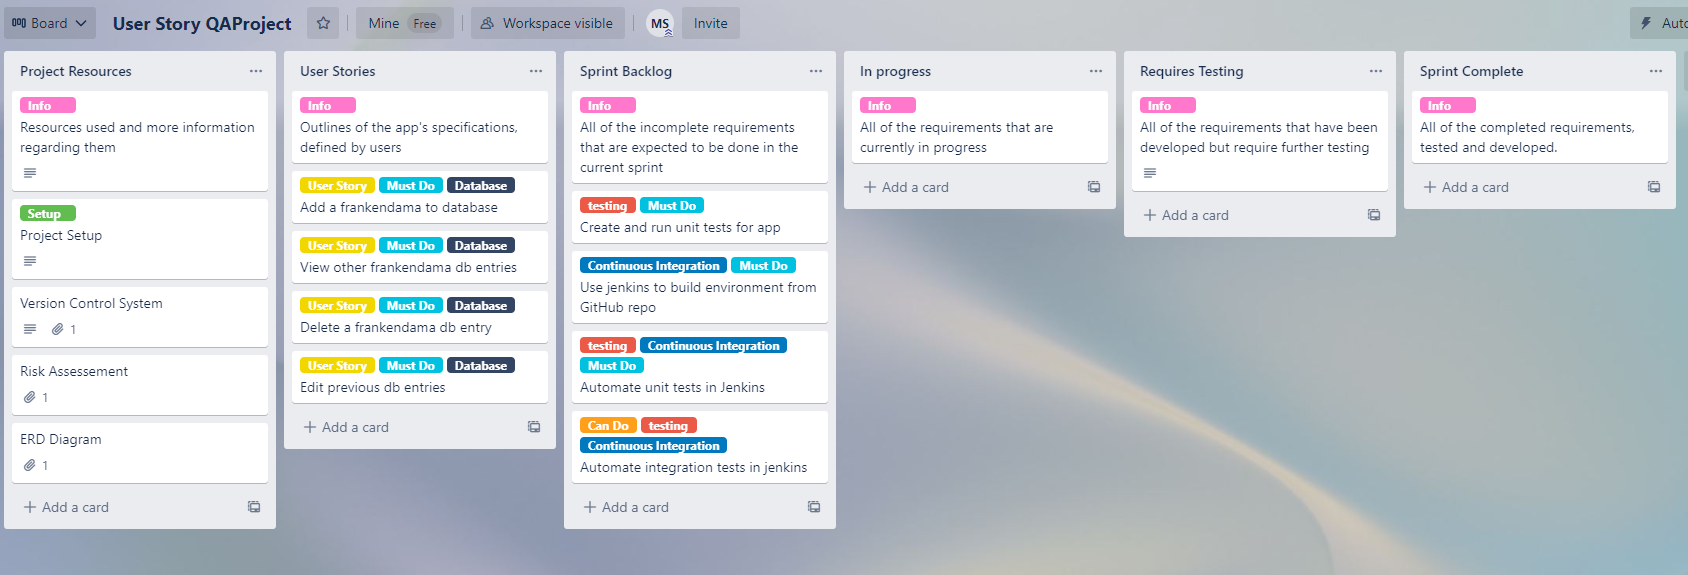 Board
User Story QAProject
Mine Free
Workspace visible
MS
Invite
Project Resources
Info
Resources used and more information
regarding them
Setup
Project Setup
Version Control System
1
Risk Assessement
1
ERD Diagram
1
Add a card
User Stories
Info
Outlines of the app's specifications,
defined by users
User Story Must Do Database
Add a frankendama to database
User Story Must Do Database
View other frankendama db entries
User Story Must Do Database
Delete a frankendama db entry
User Story Must Do Database
Edit previous db entries
Add a card
Sprint Backlog
Info
All of the incomplete requirements
that are expected to be done in the
current sprint
testing Must Do
Create and run unit tests for app
Continuous Integration Must Do
Use jenkins to build environment from
GitHub repo
testing Continuous Integration
Must Do
Automate unit tests in Jenkins
Can Do testing
Continuous Integration
Automate integration tests in jenkins
Add a card
In progress
Info
All of the requirements that are
currently in progress
Add a card
Requires Testing
Info
All of the requirements that have been
developed but require further testing
Add a card
Sprint Complete
Info
All of the completed requirements,
tested and developed.
Add a card